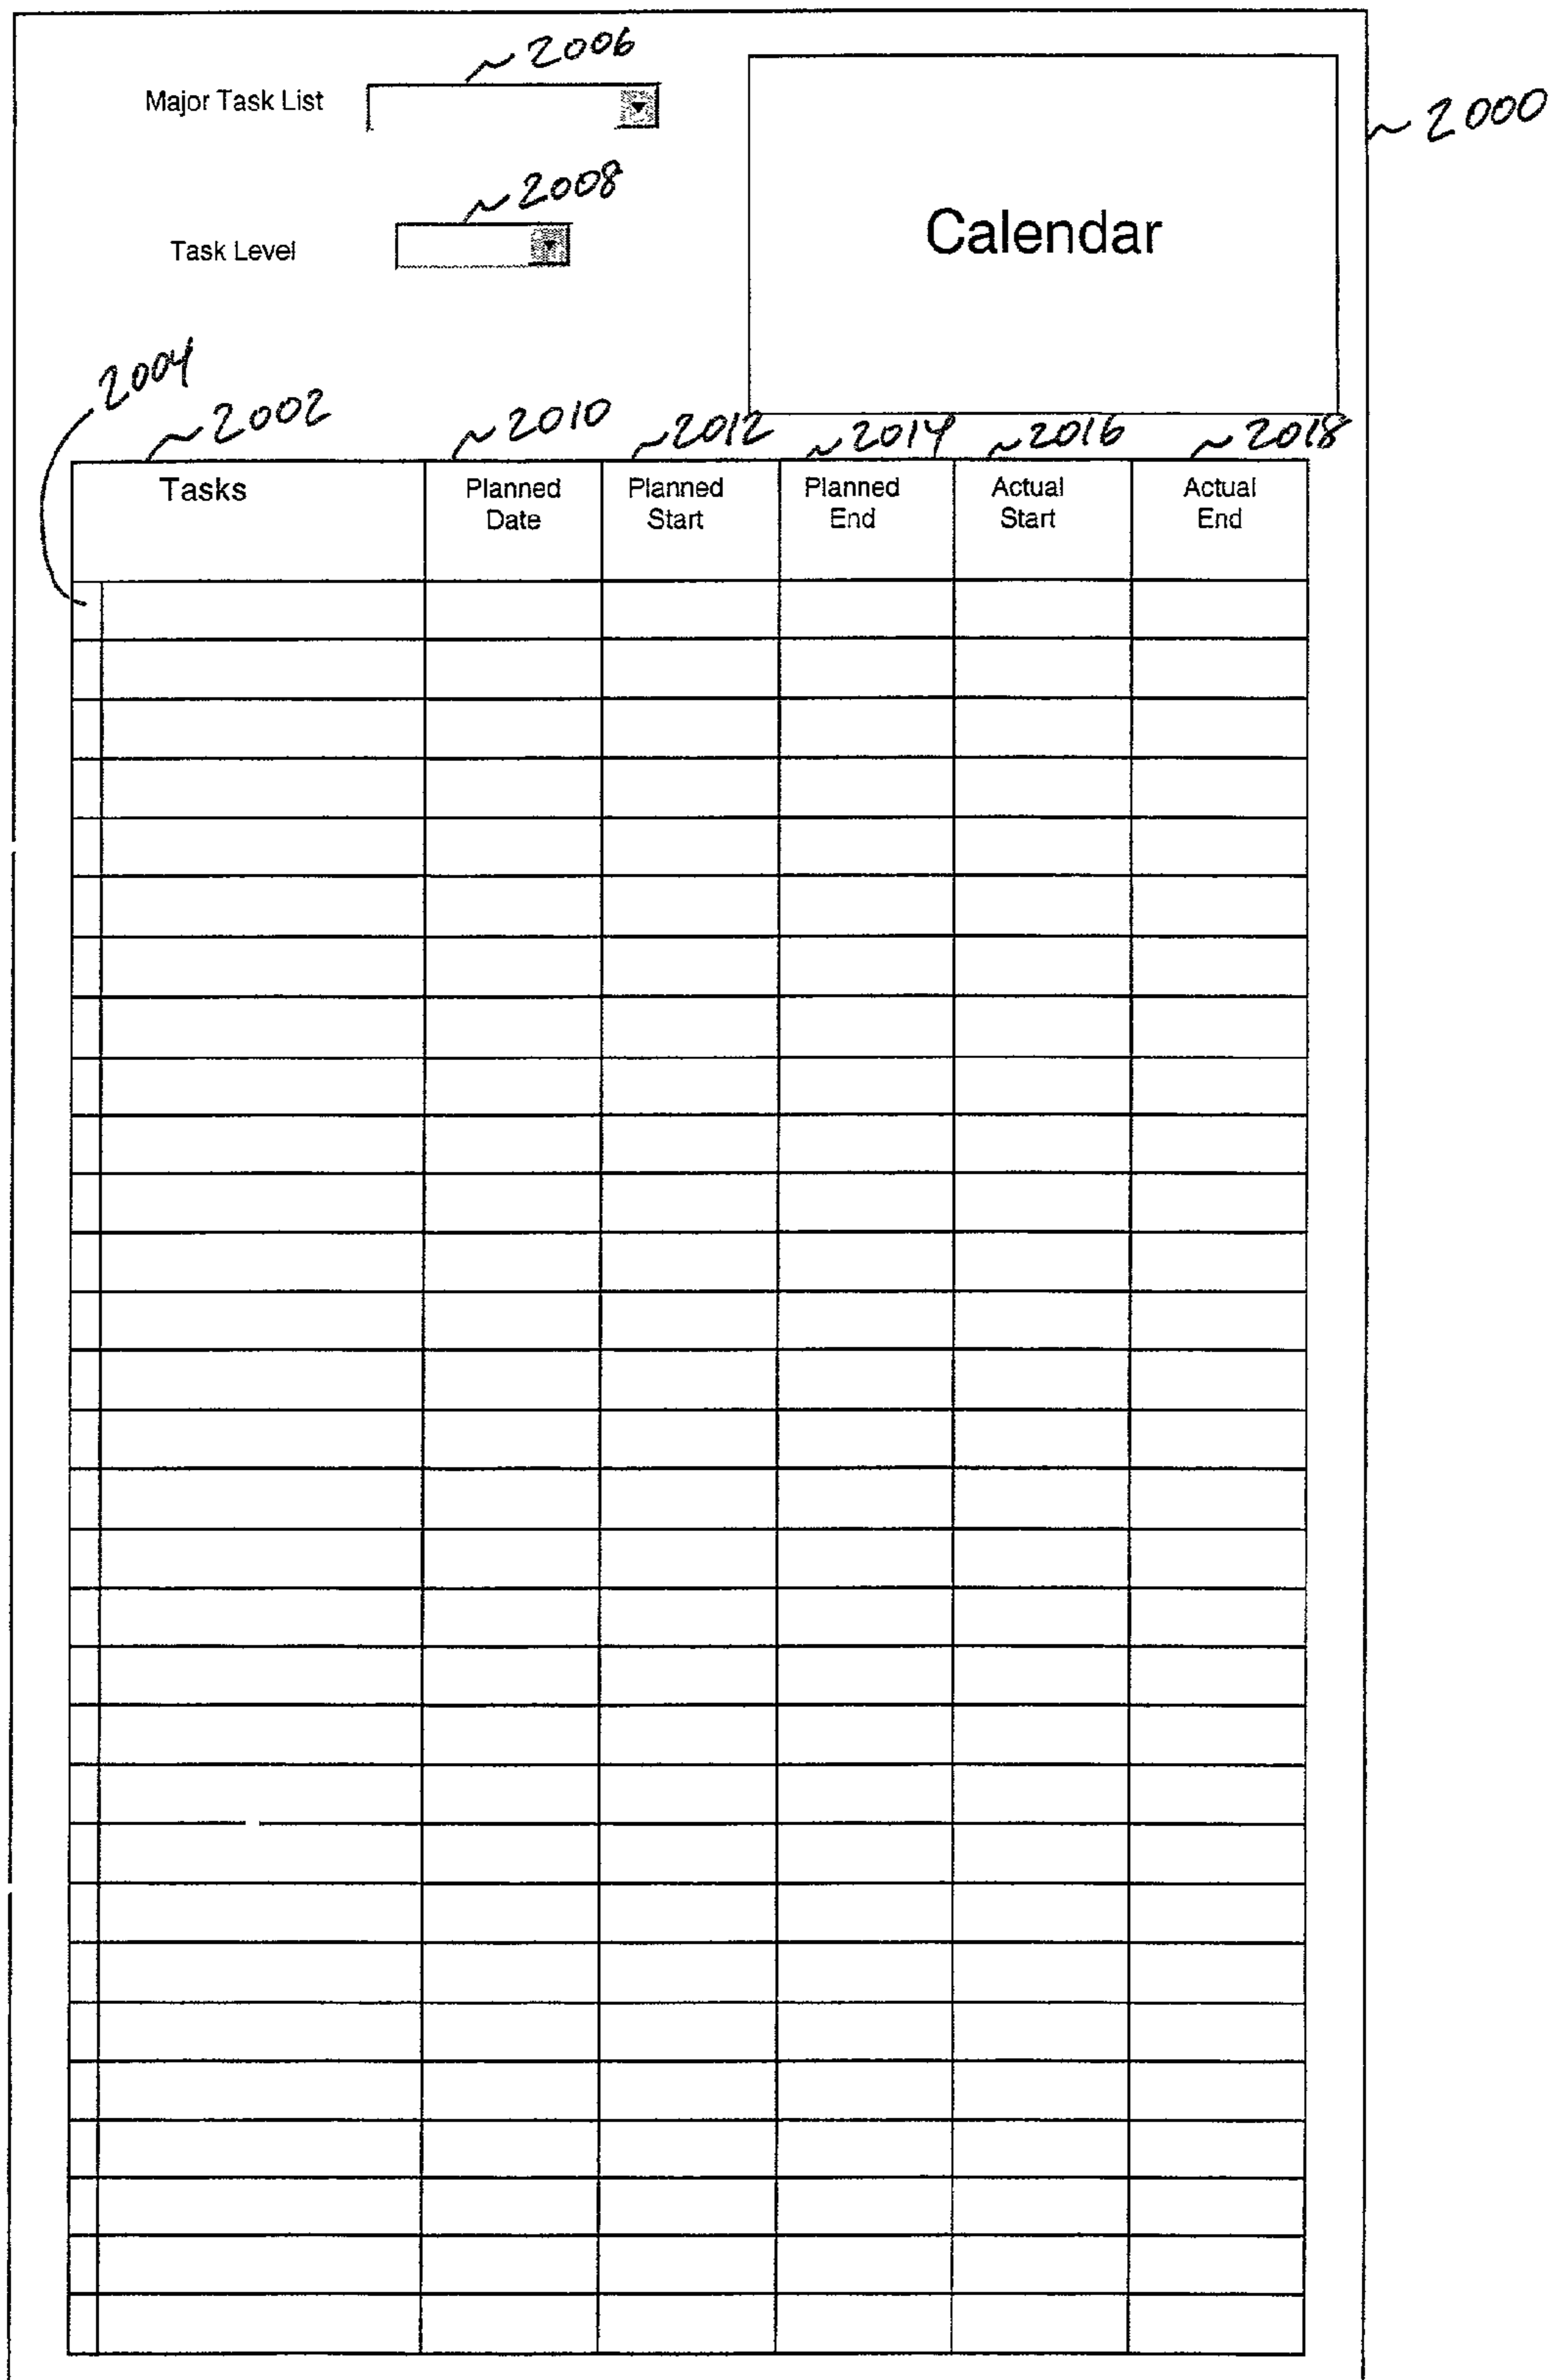 ~2006
Major Task List
~2000
~2008
Task Level
Calendar
2004
~2002 ~2010 ~2012 ~2014 ~2016 ~2018
Tasks Planned Planned Planned Actual Actual
Date Start End Start End